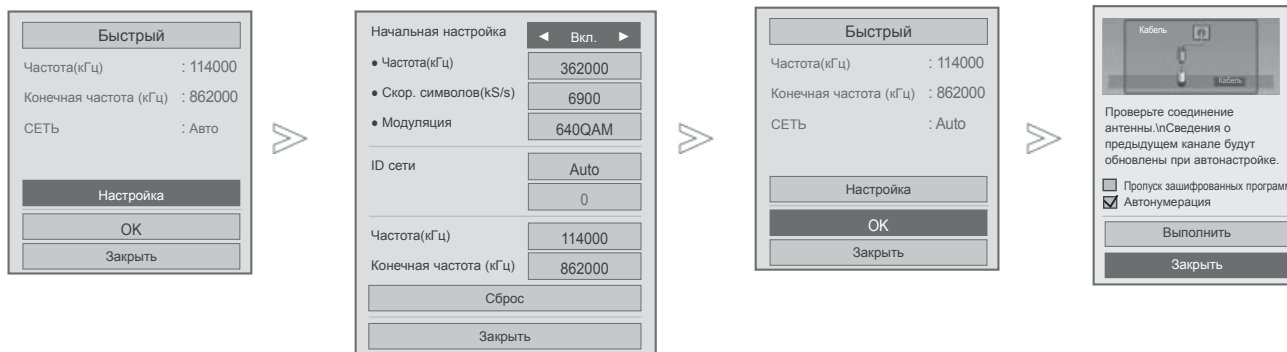 Быстрый
Частота(кГц) : 114000
Конечная частота (кГц) : 862000
СЕТЬ : Авто
Настройка
OK
Закрыть
Начальная настройка ◄ Вкл. ►
● Частота(кГц) 362000
● Скор. символов(kS/s) 6900
● Модуляция 640QAM
ID сети Auto
0
Частота(кГц) 114000
Конечная частота (кГц) 862000
Сброс
Закрыть
Быстрый
Частота(кГц) : 114000
Конечная частота (кГц) : 862000
СЕТЬ : Auto
Настройка
OK
Закрыть
Кабель
Кабель
Проверьте соединение
антенны.\nСведения о
предыдущем канале будут
обновлены при автонастройке.
Пропуск зашифрованных программ
Автонумерация
Выполнить
Закрыть